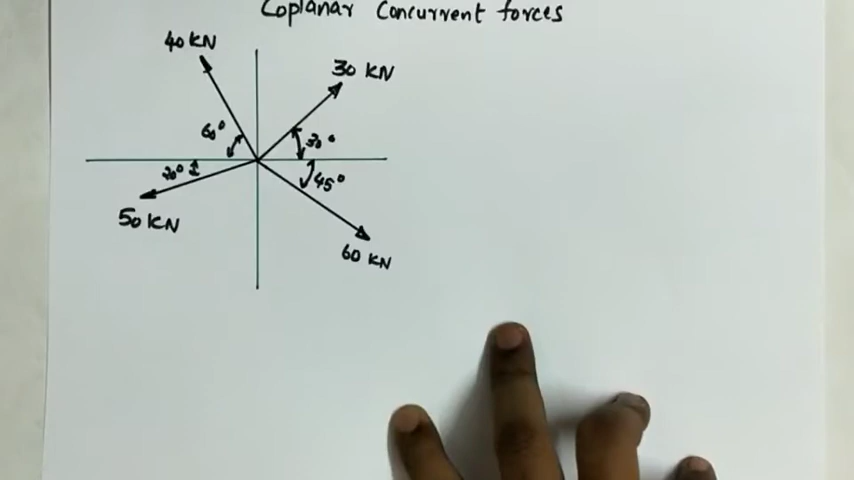 Coplanar Concurrent forces
40 KN
30 KN
60°
30°
20°
45°
50 KN
60 KN